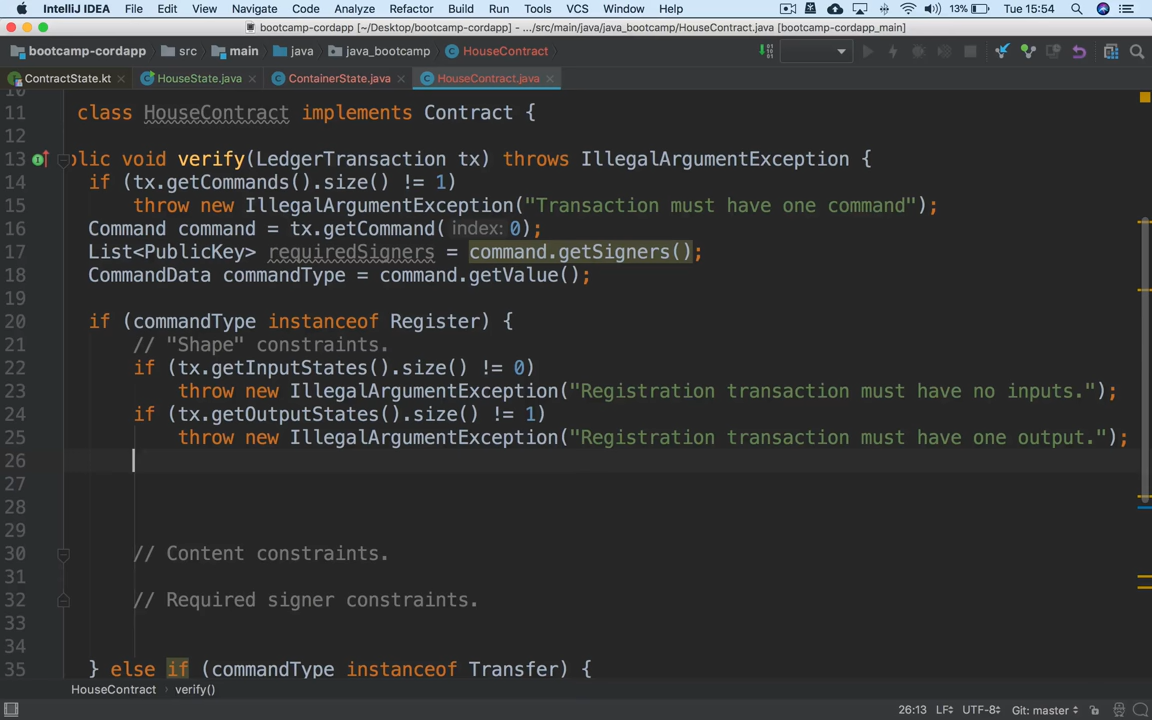 IntelliJ IDEA File Edit View Navigate Code Analyze Refactor Build Run Tools VCS Window Help 13% Tue 15:54
bootcamp-cordapp [~/Desktop/bootcamp-cordapp] - .../src/main/java/java_bootcamp/HouseContract.java [bootcamp-cordapp_main]
bootcamp-cordapp src main java java_bootcamp HouseContract
ContractState.kt HouseState.java ContainerState.java HouseContract.java
10
11 class HouseContract implements Contract {
12
13 blic void verify(LedgerTransaction tx) throws IllegalArgumentException {
14 if (tx.getCommands().size() != 1)
15 throw new IllegalArgumentException("Transaction must have one command");
16 Command command = tx.getCommand( index: 0);
17 List<PublicKey> requiredSigners = command.getSigners();
18 CommandData commandType = command.getValue();
19
20 if (commandType instanceof Register) {
21 // "Shape" constraints.
22 if (tx.getInputStates().size() != 0)
23 throw new IllegalArgumentException("Registration transaction must have no inputs.");
24 if (tx.getOutputStates().size() != 1)
25 throw new IllegalArgumentException("Registration transaction must have one output.");
26
27
28
29
30 // Content constraints.
31
32 // Required signer constraints.
33
34
35 } else if (commandType instanceof Transfer) {
HouseContract verify()
26:13 LF UTF-8 Git: master